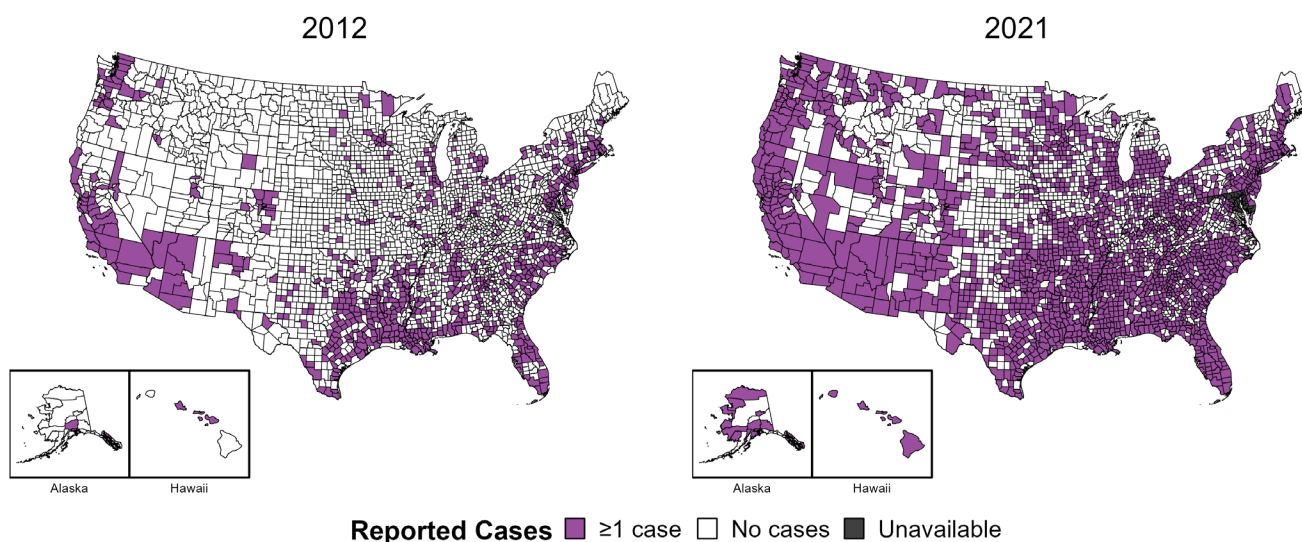 2012
2021
Alaska
Hawaii
Alaska
Hawaii
Reported Cases ≥1 case No cases Unavailable